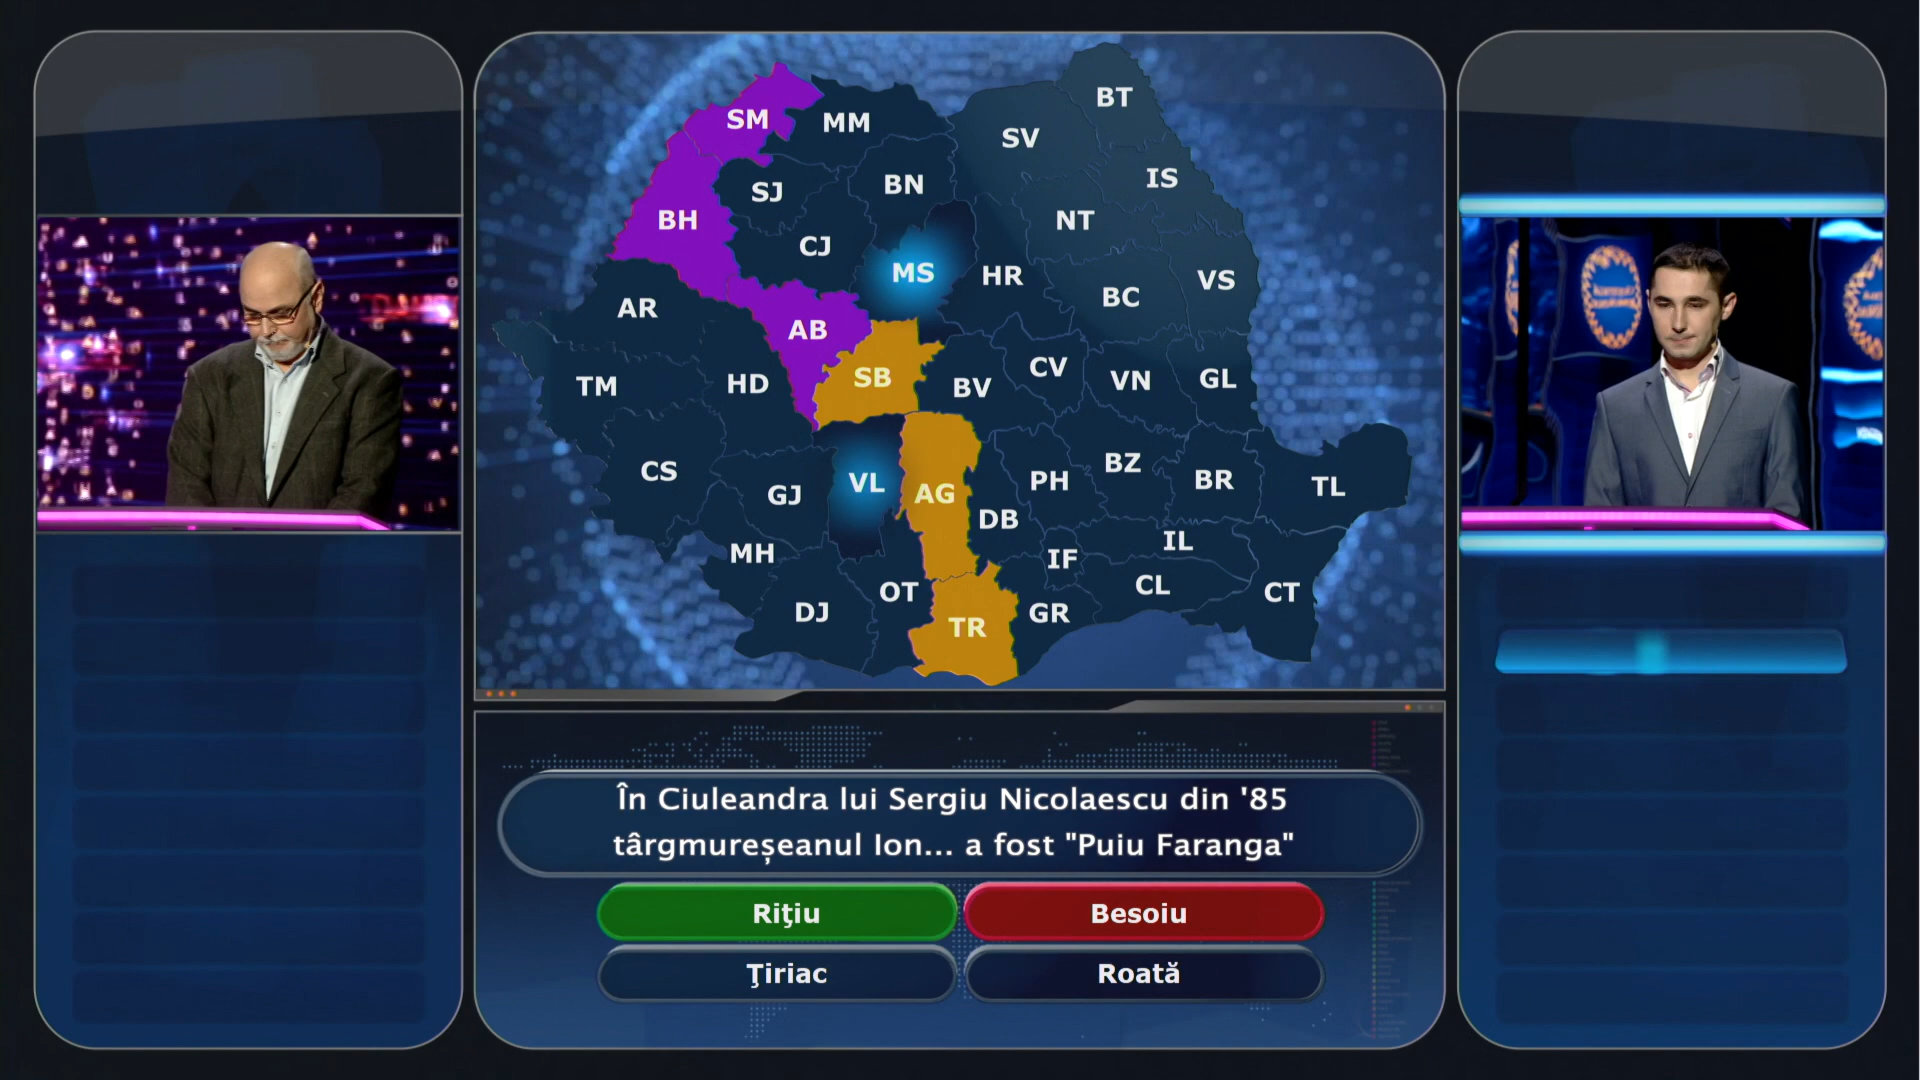 BT
SM
MM
SV
IS
BN
SJ
NT
BH
CJ
MS
HR
VS
BC
AR
AB
CV
SB
BV
VN
GL
TM
HD
BZ
CS
VL
PH
BR
TL
GJ
AG
DB
IL
MH
IF
CL
OT
CT
DJ
GR
TR
În Ciuleandra lui Sergiu Nicolaescu din '85
târgmureșeanul Ion... a fost "Puiu Faranga"
Riţiu
Besoiu
Ţiriac
Roată